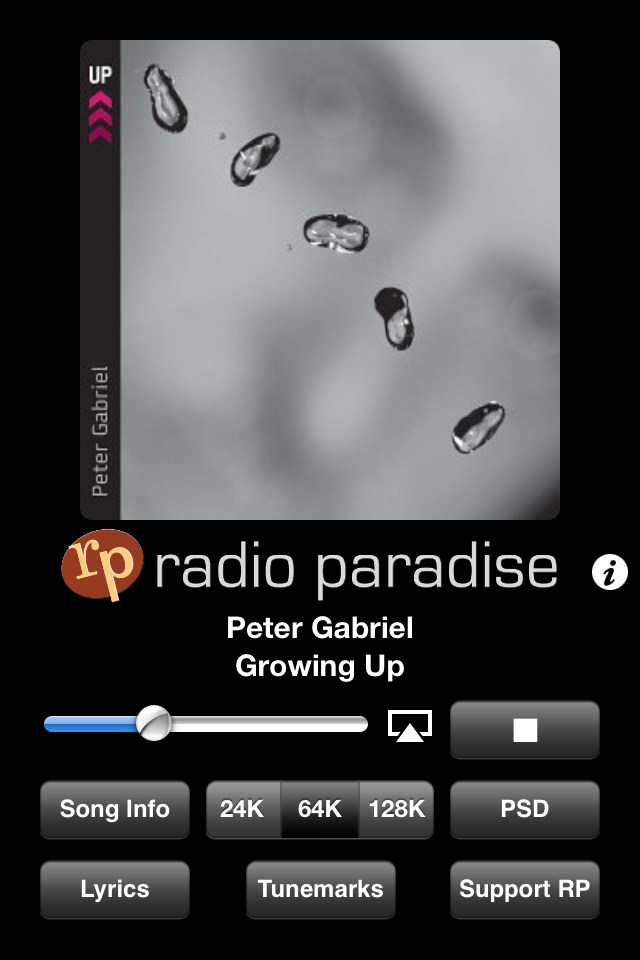 UP
Peter Gabriel
rp radio paradise
i
Peter Gabriel
Growing Up
Song Info
24K
64K
128K
PSD
Lyrics
Tunemarks
Support RP